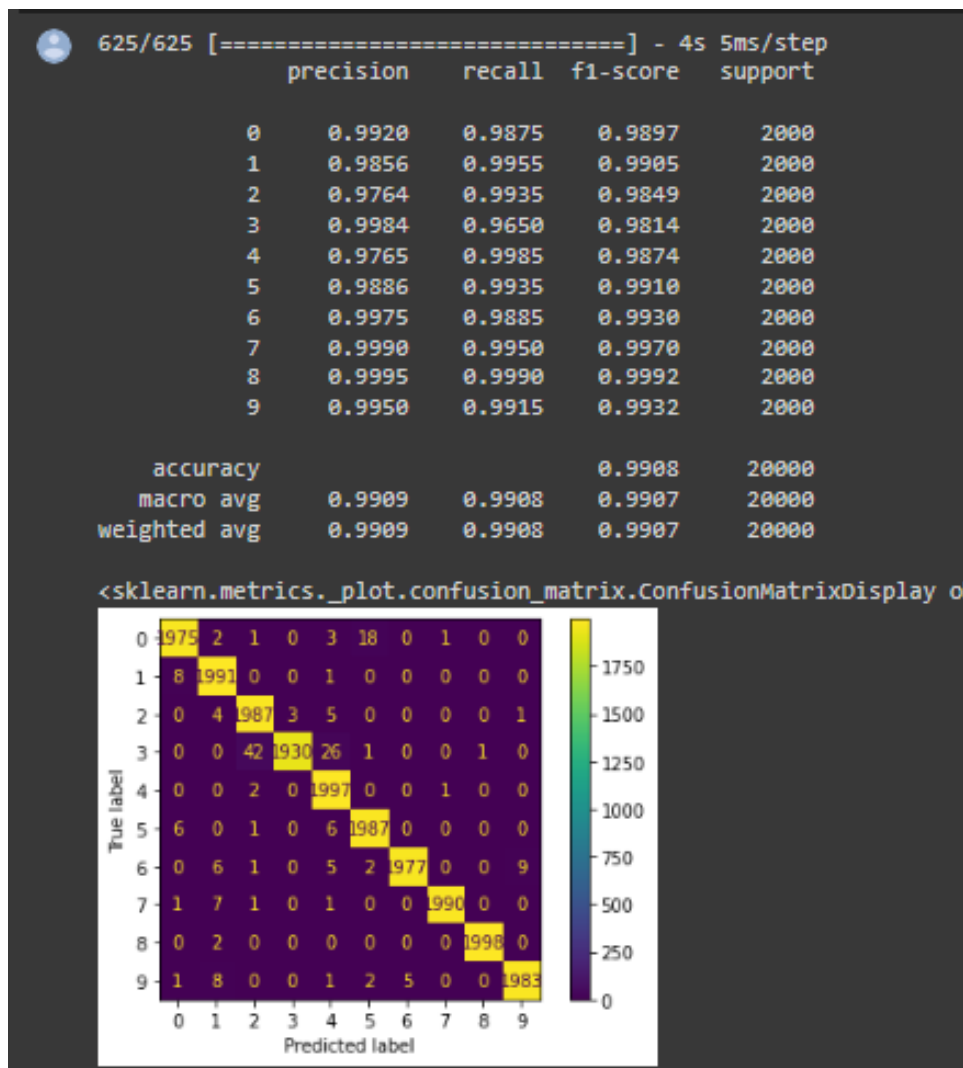 625/625 [==============================] - 4s 5ms/step
precision recall f1-score support
0 0.9920 0.9875 0.9897 2000
1 0.9856 0.9955 0.9905 2000
2 0.9764 0.9935 0.9849 2000
3 0.9984 0.9650 0.9814 2000
4 0.9765 0.9985 0.9874 2000
5 0.9886 0.9935 0.9910 2000
6 0.9975 0.9885 0.9930 2000
7 0.9990 0.9950 0.9970 2000
8 0.9995 0.9990 0.9992 2000
9 0.9950 0.9915 0.9932 2000
accuracy 0.9908 20000
macro avg 0.9909 0.9908 0.9907 20000
weighted avg 0.9909 0.9908 0.9907 20000
<sklearn.metrics._plot.confusion_matrix.ConfusionMatrixDisplay o
0 1975 2 1 0 3 18 0 1 0 0
1 8 1991 0 0 1 0 0 0 0 0
2 0 4 1987 3 5 0 0 0 0 1
3 0 0 42 1930 26 1 0 0 1 0
4 0 0 2 0 1997 0 0 1 0 0
5 6 0 1 0 6 1987 0 0 0 0
6 0 6 1 0 5 2 1977 0 0 9
7 1 7 1 0 1 0 0 1990 0 0
8 0 2 0 0 0 0 0 0 1998 0
9 1 8 0 0 1 2 5 0 0 1983
0 1 2 3 4 5 6 7 8 9
Predicted label
True label
1750
1500
1250
1000
750
500
250
0